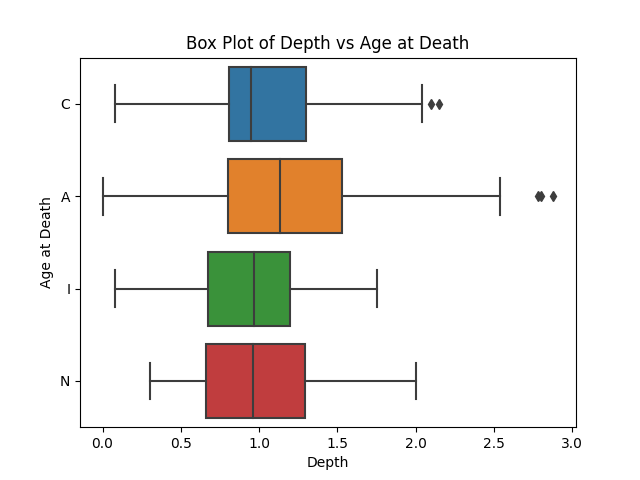 Box Plot of Depth vs Age at Death
Age at Death
C
A
I
N
0.0 0.5 1.0 1.5 2.0 2.5 3.0
Depth